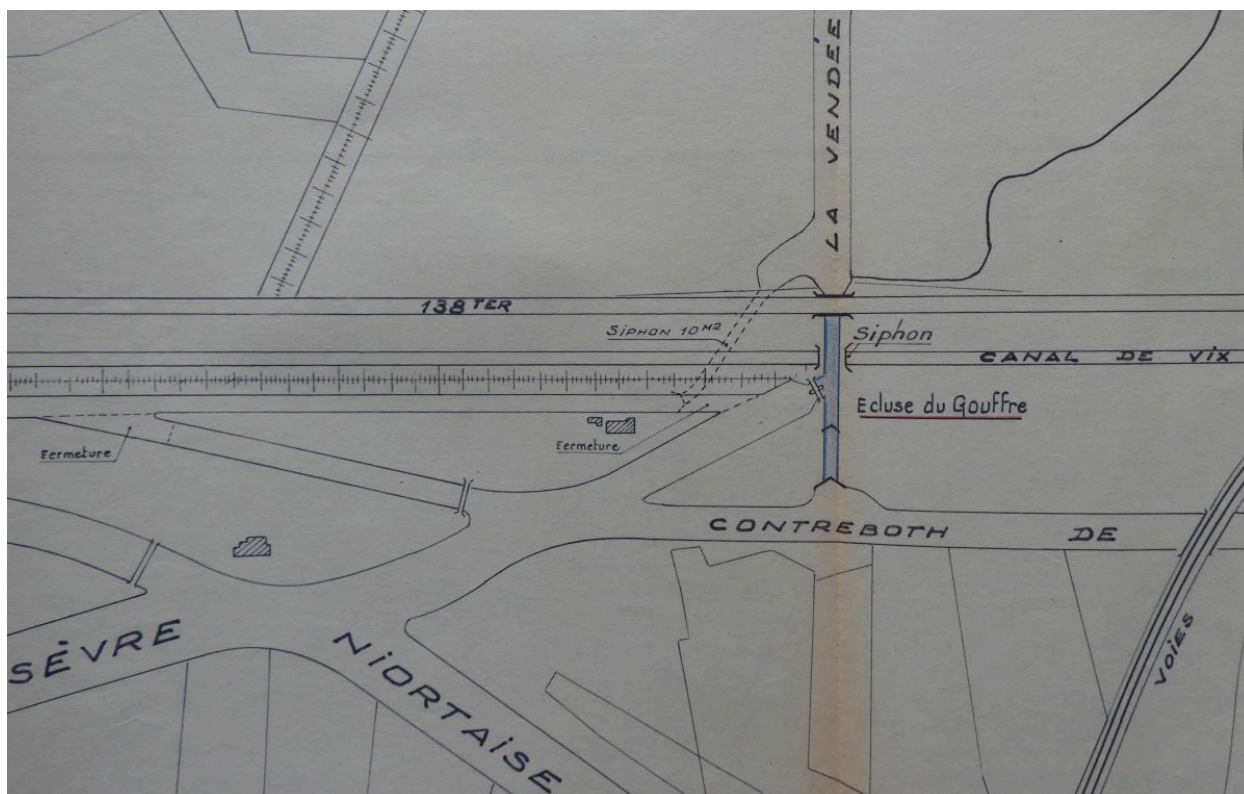 LA VENDÉE
138 TER
SiPHON 10 M2
Siphon
CANAL DE ViX
Ecluse du Gouffre
Fermeture
Fermeture
CONTREBOTH DE
SÈVRE NiORTAiSE
VOiES